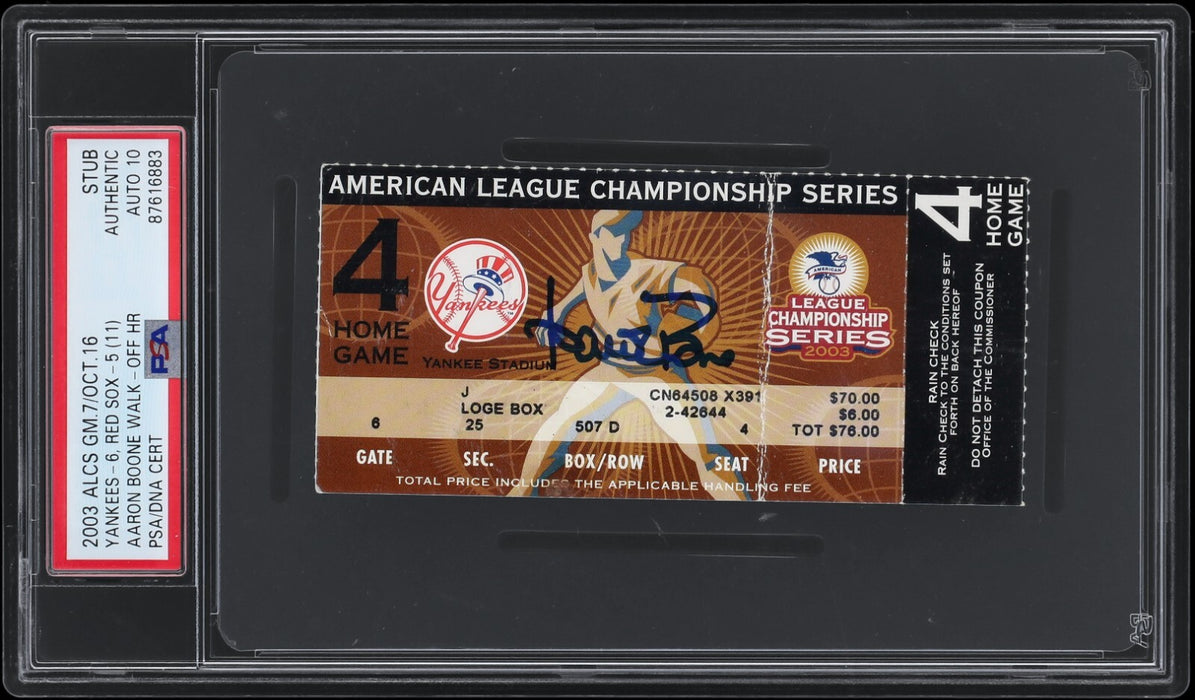 2003 ALCS GM.7/OCT.16
YANKEES - 6, RED SOX - 5 (11)
AARON BOONE WALK - OFF HR
PSA/DNA CERT
STUB
AUTHENTIC
AUTO 10
87616883
PSA
AMERICAN LEAGUE CHAMPIONSHIP SERIES
4
HOME
GAME
Yankees
YANKEE STADIUM
AMERICAN
LEAGUE
CHAMPIONSHIP
SERIES
2003
J
LOGE BOX
CN64508 X391
$70.00
25
2-42644
$6.00
6
507 D
4
TOT $76.00
GATE
SEC.
BOX/ROW
SEAT
PRICE
TOTAL PRICE INCLUDES THE APPLICABLE HANDLING FEE
4
HOME
GAME
RAIN CHECK
RAIN CHECK TO THE CONDITIONS SET
FORTH ON BACK HEREOF
DO NOT DETACH THIS COUPON
OFFICE OF THE COMMISSIONER
PSA